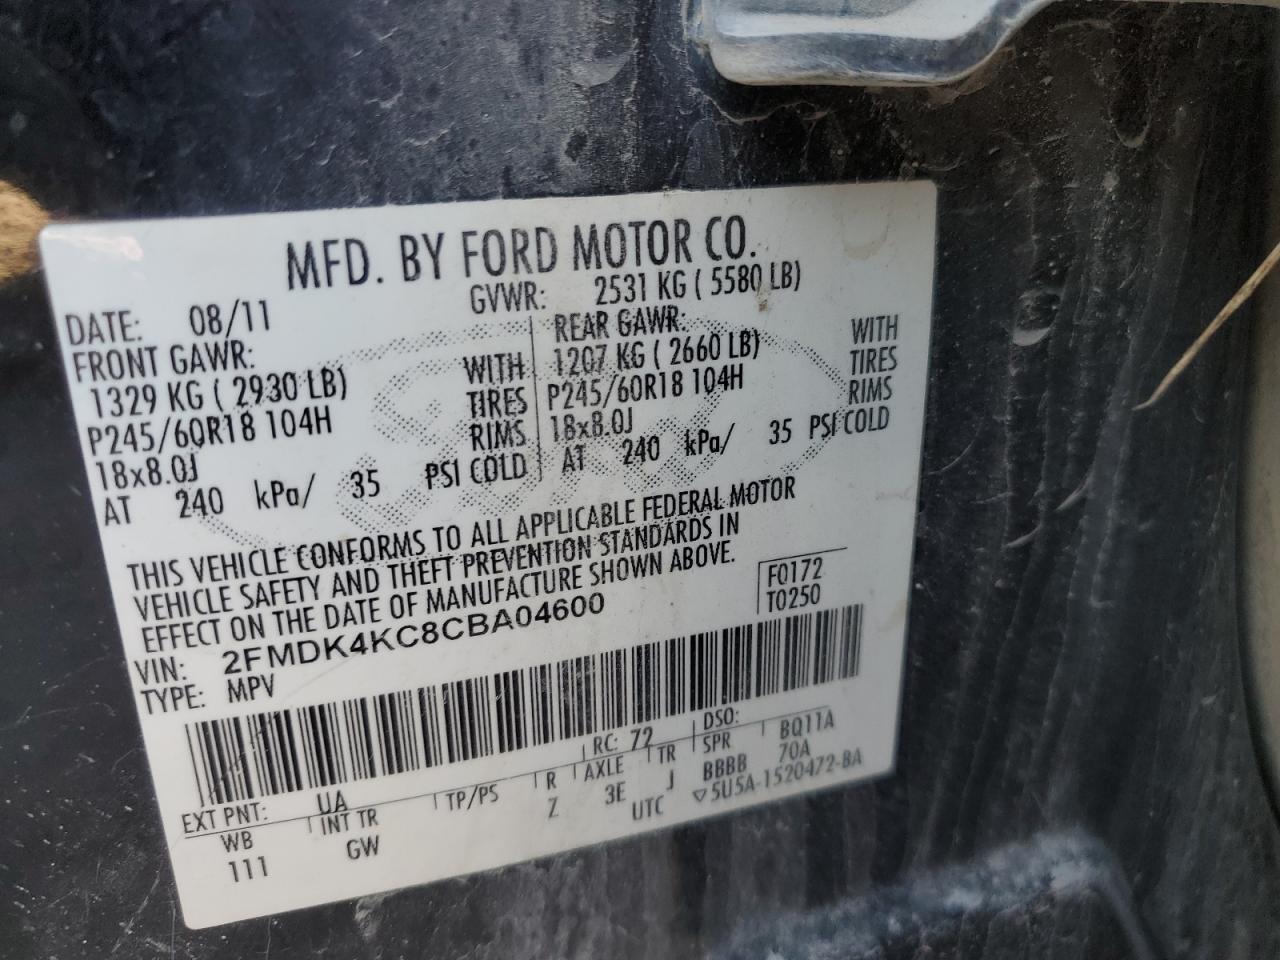 MFD. BY FORD MOTOR CO.
DATE: 08/11 GVWR: 2531 KG ( 5580 LB)
FRONT GAWR: REAR GAWR:
1329 KG ( 2930 LB) WITH 1207 KG ( 2660 LB) WITH
P245/60R18 104H TIRES P245/60R18 104H TIRES
18x8.0J RIMS 18x8.0J RIMS
AT 240 kPa/ 35 PSI COLD AT 240 kPa/ 35 PSI COLD
THIS VEHICLE CONFORMS TO ALL APPLICABLE FEDERAL MOTOR
VEHICLE SAFETY AND THEFT PREVENTION STANDARDS IN
EFFECT ON THE DATE OF MANUFACTURE SHOWN ABOVE.
F0172
T0250
VIN: 2FMDK4KC8CBA04600
TYPE: MPV
EXT PNT: UA RC: 72 DSO:
WB INT TR TP/PS R AXLE TR SPR BQ11A
111 GW Z 3E J BBBB 70A
UTC ▽5U5A-1520472-BA